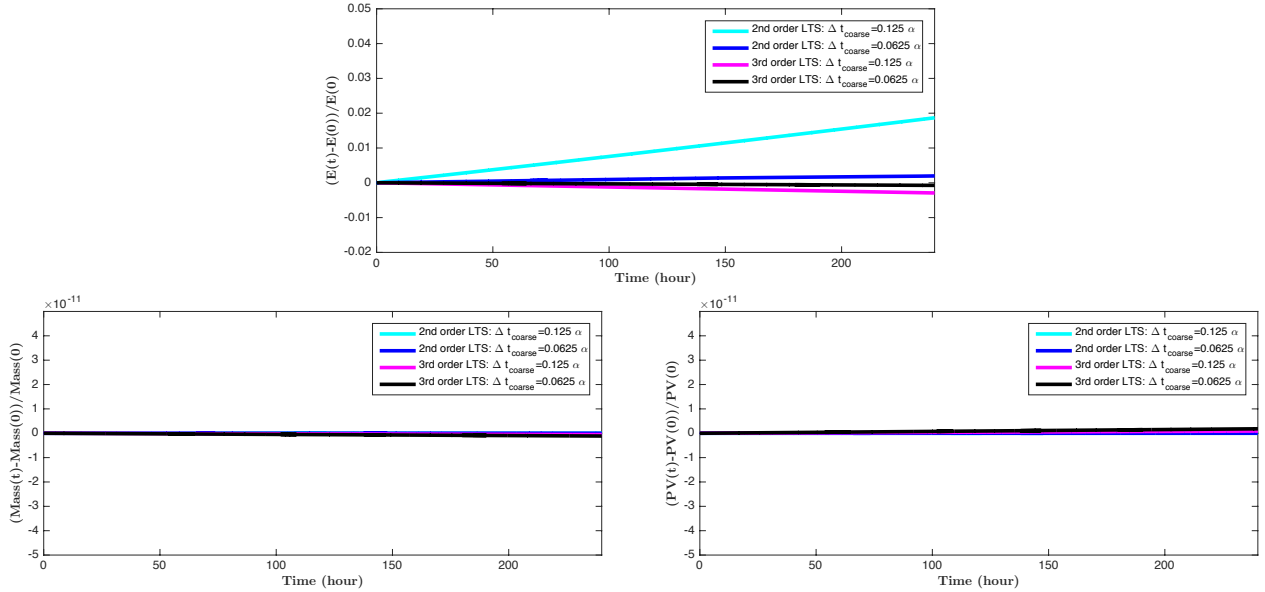 0.05
0.04
0.03
0.02
0.01
0
-0.01
-0.02
(E(t)-E(0))/E(0)
2nd order LTS: Δ t_coarse=0.125 α
2nd order LTS: Δ t_coarse=0.0625 α
3rd order LTS: Δ t_coarse=0.125 α
3rd order LTS: Δ t_coarse=0.0625 α
0 50 100 150 200
Time (hour)
×10^-11
4
3
2
1
0
-1
-2
-3
-4
-5
(Mass(t)-Mass(0))/Mass(0)
2nd order LTS: Δ t_coarse=0.125 α
2nd order LTS: Δ t_coarse=0.0625 α
3rd order LTS: Δ t_coarse=0.125 α
3rd order LTS: Δ t_coarse=0.0625 α
0 50 100 150 200
Time (hour)
×10^-11
4
3
2
1
0
-1
-2
-3
-4
-5
(PV(t)-PV(0))/PV(0)
2nd order LTS: Δ t_coarse=0.125 α
2nd order LTS: Δ t_coarse=0.0625 α
3rd order LTS: Δ t_coarse=0.125 α
3rd order LTS: Δ t_coarse=0.0625 α
0 50 100 150 200
Time (hour)